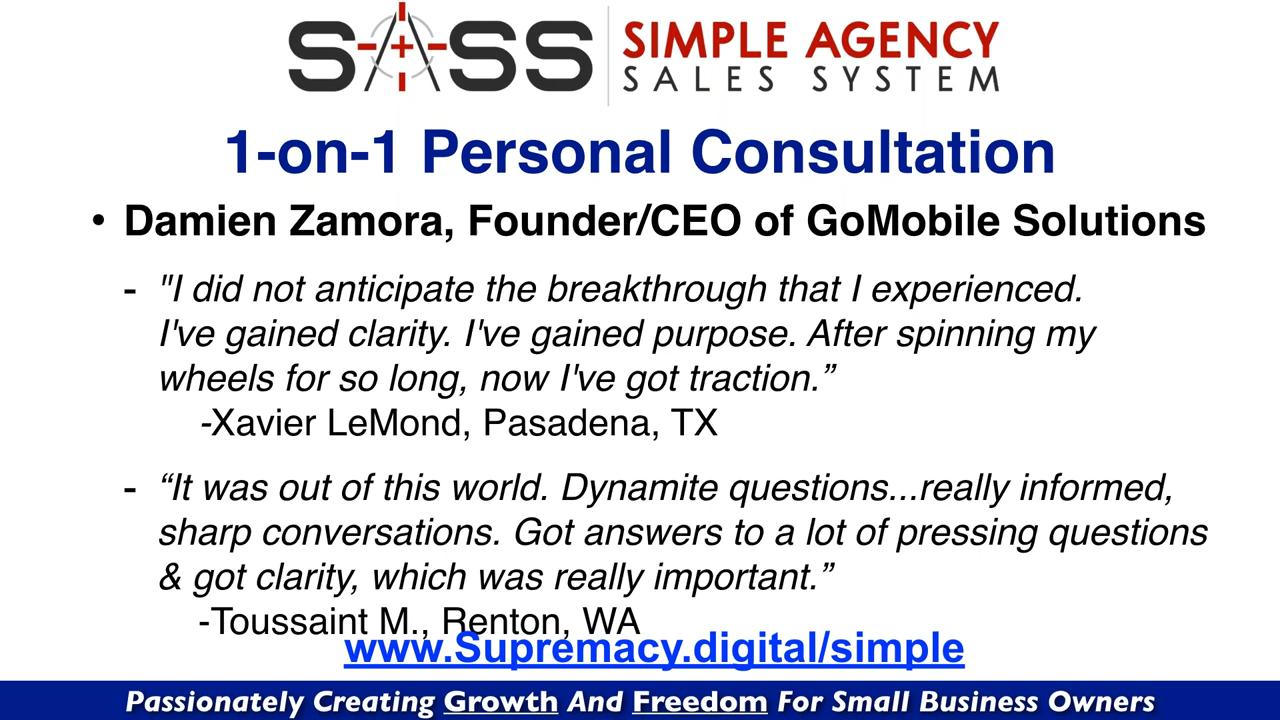 SASS SIMPLE AGENCY
SALES SYSTEM
1-on-1 Personal Consultation
• Damien Zamora, Founder/CEO of GoMobile Solutions
- "I did not anticipate the breakthrough that I experienced.
I've gained clarity. I've gained purpose. After spinning my
wheels for so long, now I've got traction.”
-Xavier LeMond, Pasadena, TX
- “It was out of this world. Dynamite questions...really informed,
sharp conversations. Got answers to a lot of pressing questions
& got clarity, which was really important.”
-Toussaint M., Renton, WA
www.Supremacy.digital/simple
Passionately Creating Growth And Freedom For Small Business Owners